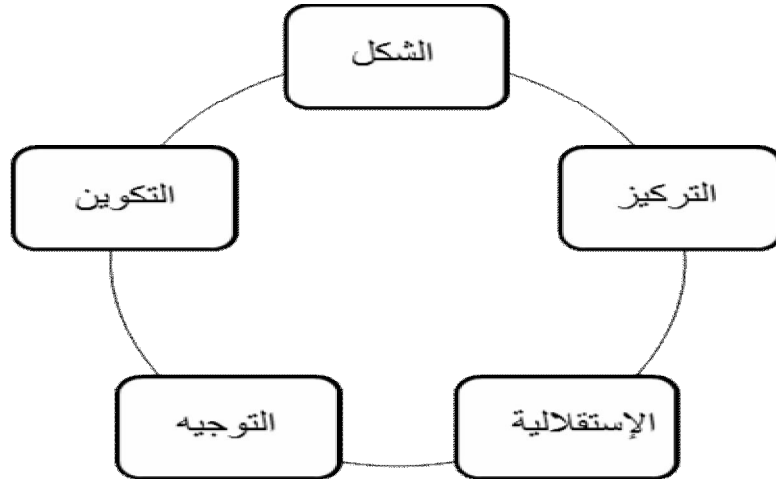 الشكل
التركيز
التكوين
الإستقلالية
التوجيه